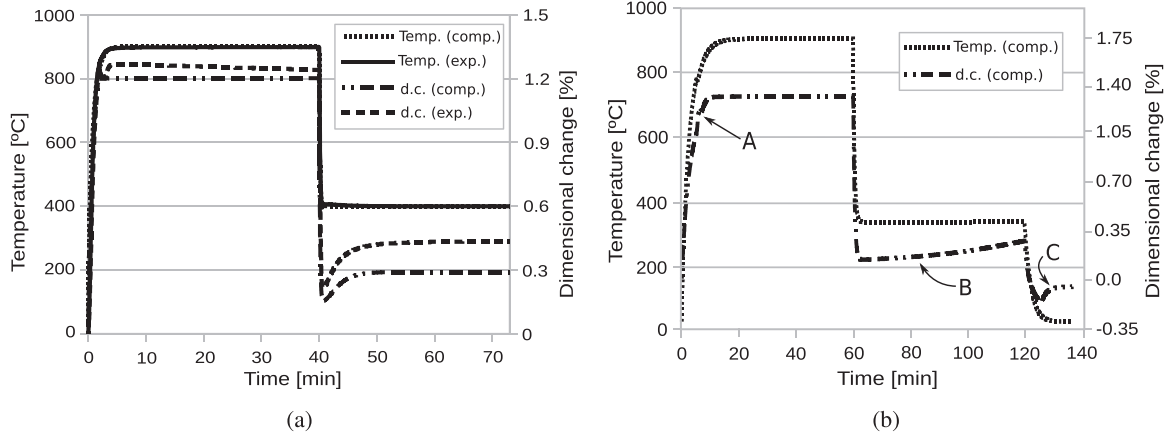 1000
800
600
400
200
0
Temperature [ºC]
0 10 20 30 40 50 60 70
Time [min]
1.5
1.2
0.9
0.6
0.3
0
Dimensional change [%]
Temp. (comp.)
Temp. (exp.)
d.c. (comp.)
d.c. (exp.)
(a)
1000
800
600
400
200
0
Temperature [ºC]
0 20 40 60 80 100 120 140
Time [min]
1.75
1.40
1.05
0.70
0.35
0.0
-0.35
Dimensional change [%]
Temp. (comp.)
d.c. (comp.)
A
B
C
(b)